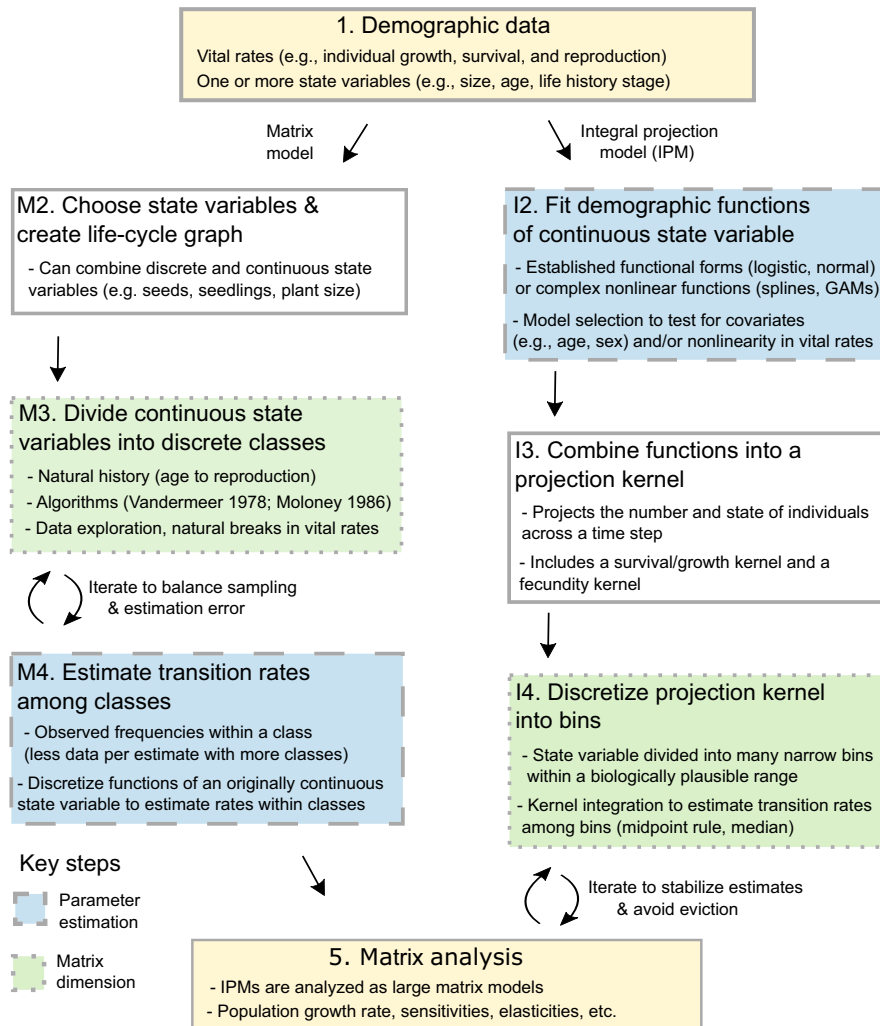 1. Demographic data
Vital rates (e.g., individual growth, survival, and reproduction)
One or more state variables (e.g., size, age, life history stage)
Matrix
model
Integral projection
model (IPM)
M2. Choose state variables &
create life-cycle graph
- Can combine discrete and continuous state
variables (e.g. seeds, seedlings, plant size)
M3. Divide continuous state
variables into discrete classes
- Natural history (age to reproduction)
- Algorithms (Vandermeer 1978; Moloney 1986)
- Data exploration, natural breaks in vital rates
Iterate to balance sampling
& estimation error
M4. Estimate transition rates
among classes
- Observed frequencies within a class
(less data per estimate with more classes)
- Discretize functions of an originally continuous
state variable to estimate rates within classes
I2. Fit demographic functions
of continuous state variable
- Established functional forms (logistic, normal)
or complex nonlinear functions (splines, GAMs)
- Model selection to test for covariates
(e.g., age, sex) and/or nonlinearity in vital rates
I3. Combine functions into a
projection kernel
- Projects the number and state of individuals
across a time step
- Includes a survival/growth kernel and a
fecundity kernel
I4. Discretize projection kernel
into bins
- State variable divided into many narrow bins
within a biologically plausible range
- Kernel integration to estimate transition rates
among bins (midpoint rule, median)
Iterate to stabilize estimates
& avoid eviction
Key steps
Parameter
estimation
Matrix
dimension
5. Matrix analysis
- IPMs are analyzed as large matrix models
- Population growth rate, sensitivities, elasticities, etc.